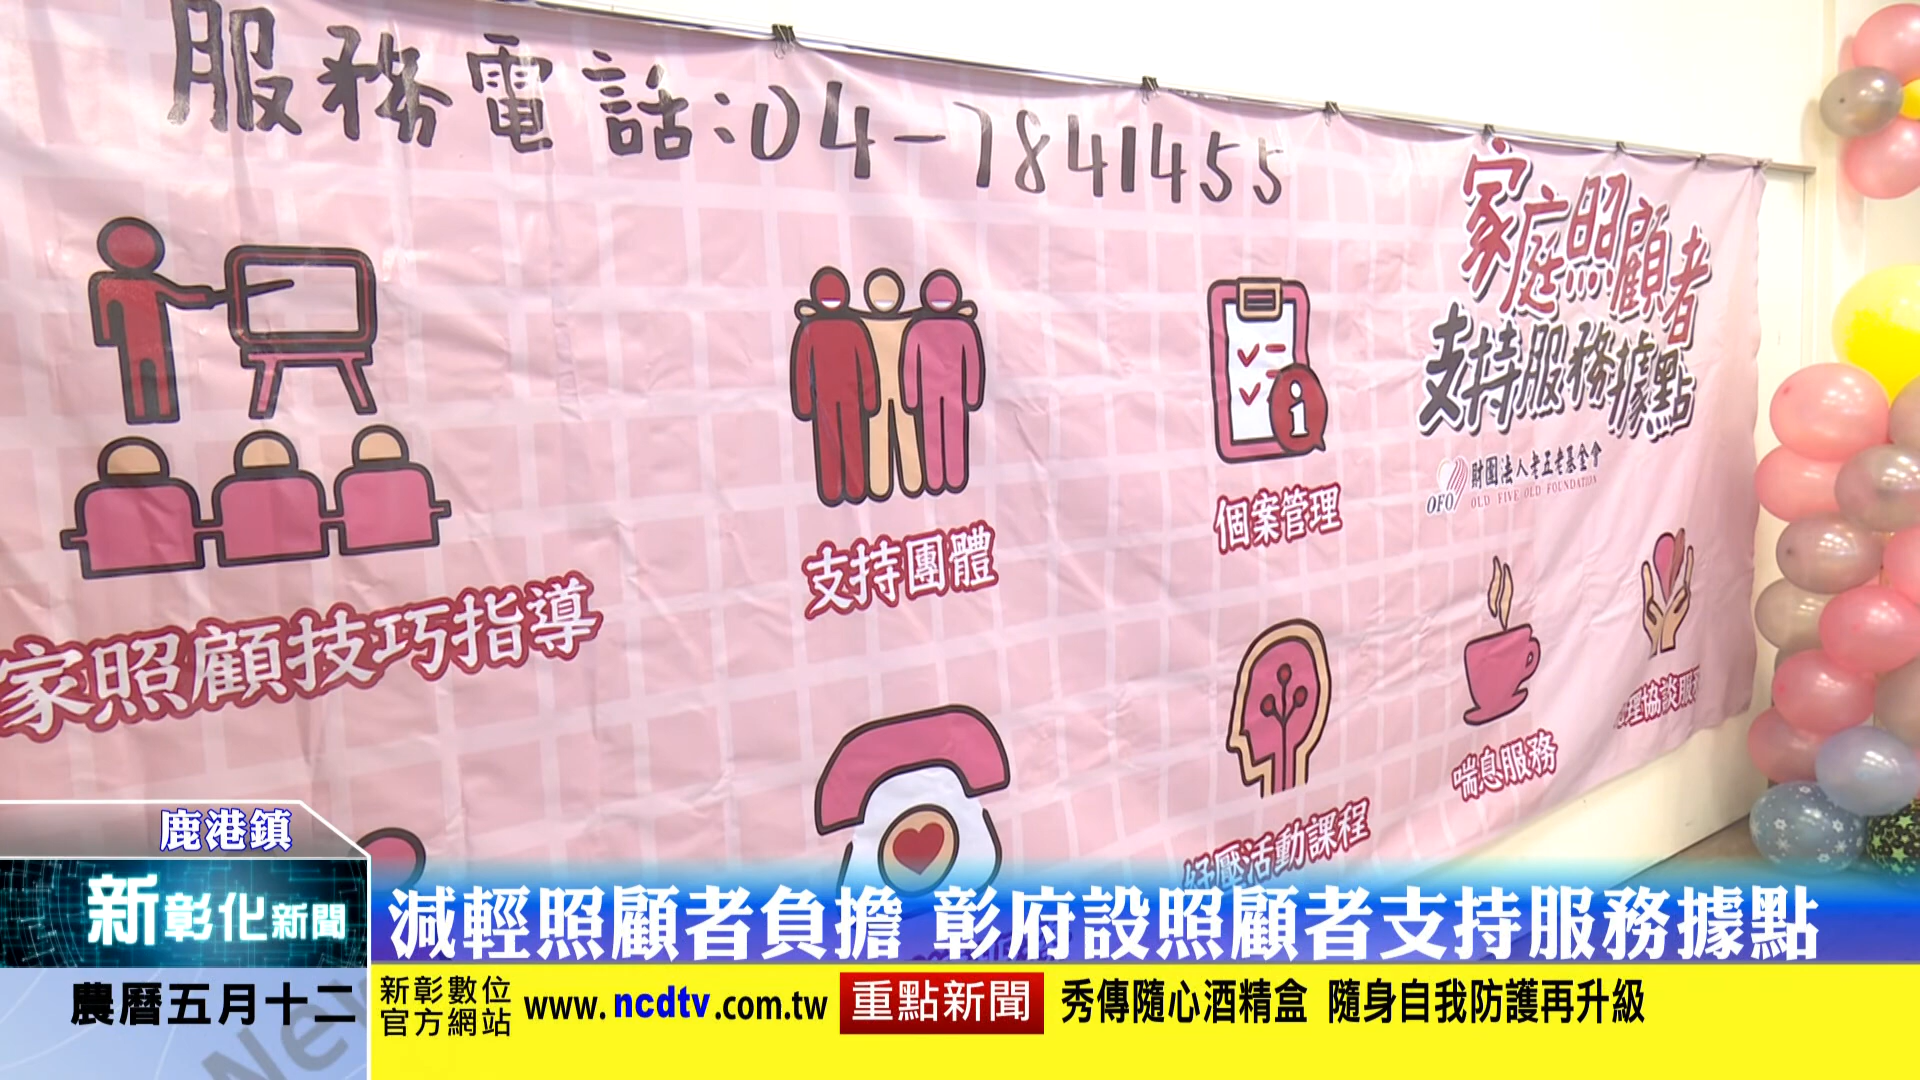 服務電話:04-7841455
家庭照顧者
支持服務據點
OFO 財團法人老五老基金會
OLD FIVE OLD FOUNDATION
家照顧技巧指導
支持團體
個案管理
紓壓活動課程
喘息服務
理協談服
鹿港鎮
新彰化新聞
減輕照顧者負擔 彰府設照顧者支持服務據點
農曆五月十二
新彰數位
官方網站
www.ncdtv.com.tw
重點新聞
秀傳隨心酒精盒 隨身自我防護再升級